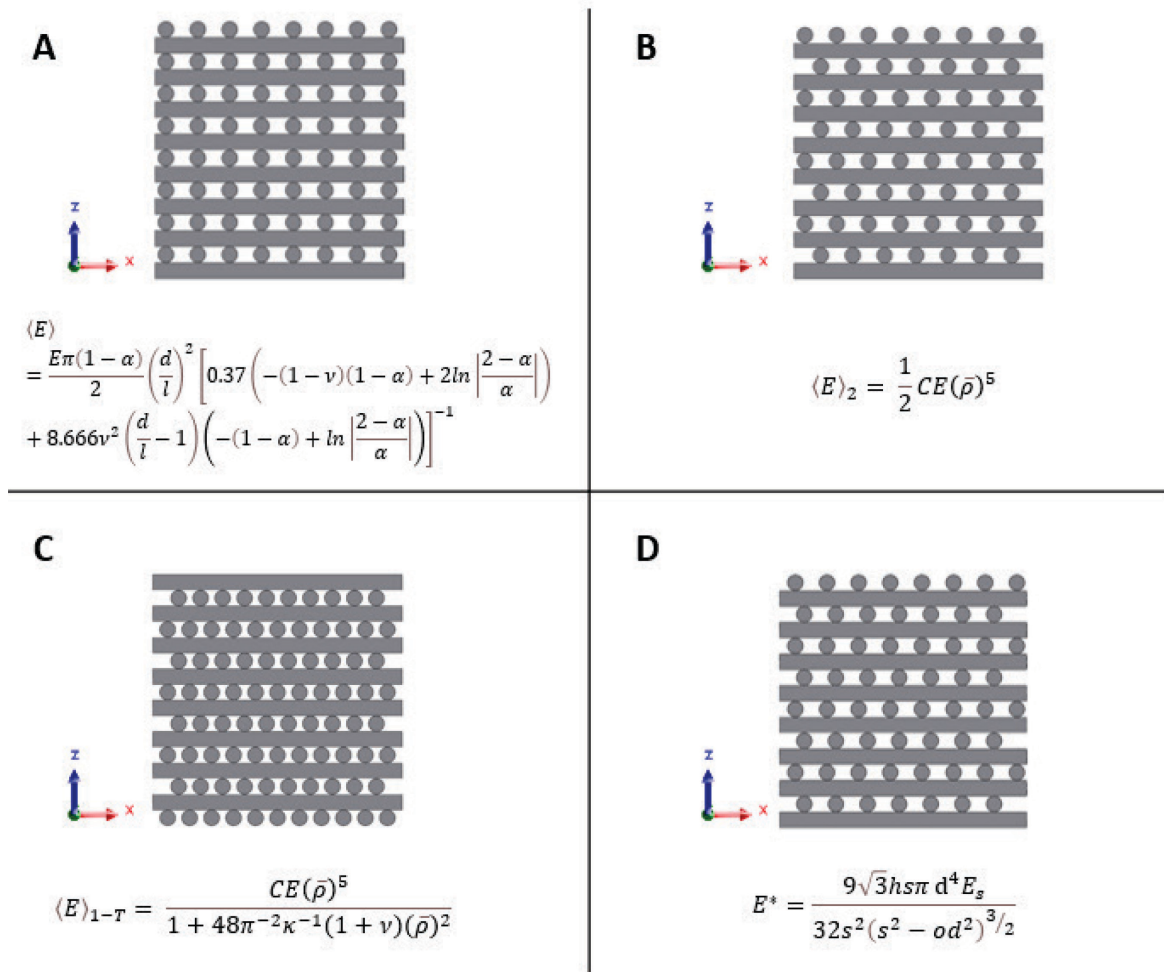 A
z
x
⟨E⟩
= Eπ(1 − α)/2 (d/l)² [0.37 (−(1 − ν)(1 − α) + 2ln |(2 − α)/α|)
+ 8.666ν² (d/l − 1) (−(1 − α) + ln |(2 − α)/α|)]⁻¹
B
z
x
⟨E⟩₂ = 1/2 CE(ρ̄)⁵
C
z
x
⟨E⟩₁₋T = CE(ρ̄)⁵ / (1 + 48π⁻²κ⁻¹(1 + ν)(ρ̄)²)
D
z
x
E* = 9√3hsπ d⁴Eₛ / (32s²(s² − od²)^(3/2))